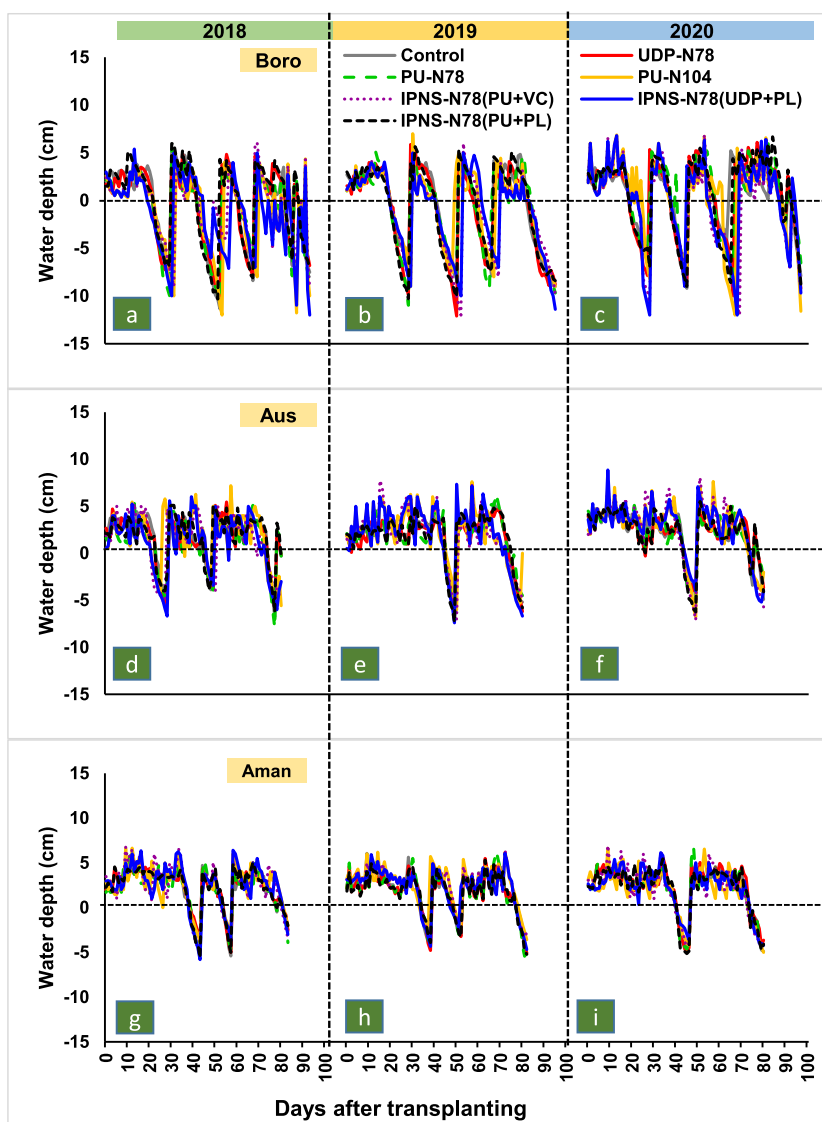 2018 2019 2020
Boro
Control UDP-N78
PU-N78 PU-N104
IPNS-N78(PU+VC) IPNS-N78(UDP+PL)
IPNS-N78(PU+PL)
Water depth (cm)
15
10
5
0
-5
-10
-15
a b c
Aus
Water depth (cm)
15
10
5
0
-5
-10
-15
d e f
Aman
Water depth (cm)
15
10
5
0
-5
-10
-15
g h i
0 10 20 30 40 50 60 70 80 90 100 0 10 20 30 40 50 60 70 80 90 100 0 10 20 30 40 50 60 70 80 90 100
Days after transplanting